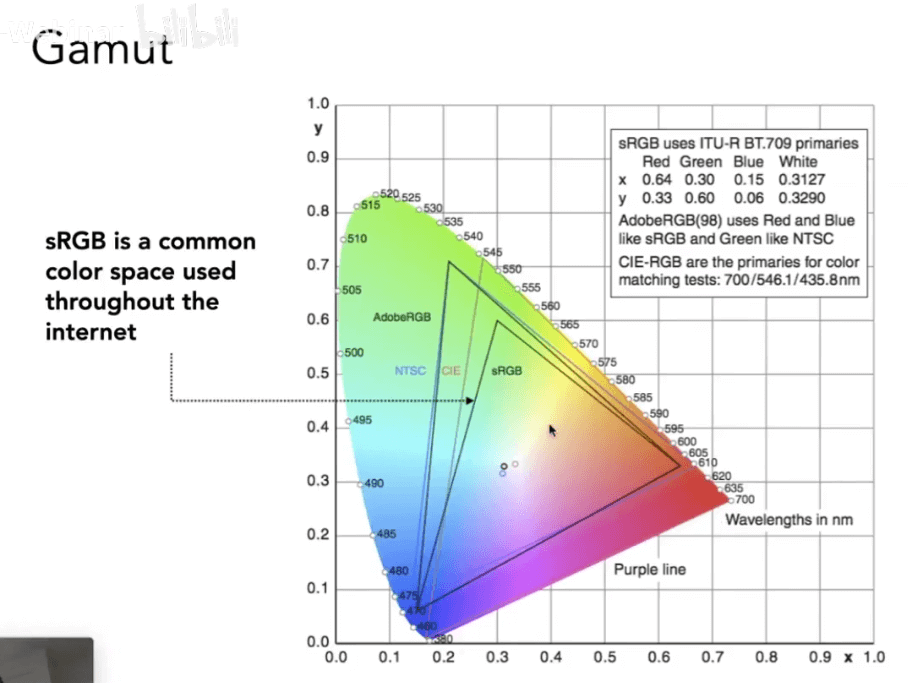 Webinar bilibili
Gamut
sRGB is a common
color space used
throughout the
internet
sRGB uses ITU-R BT.709 primaries
Red Green Blue White
x 0.64 0.30 0.15 0.3127
y 0.33 0.60 0.06 0.3290
AdobeRGB(98) uses Red and Blue
like sRGB and Green like NTSC
CIE-RGB are the primaries for color
matching tests: 700/546.1/435.8nm
y
1.0
0.9
0.8
0.7
0.6
0.5
0.4
0.3
0.2
0.1
0.0
520
525
515
530
535
510
540
545
550
505
555
560
565
500
570
575
580
585
495
590
595
600
605
610
490
620
635
700
485
480
475
470
460
380
AdobeRGB
NTSC CIE sRGB
Wavelengths in nm
Purple line
0.0 0.1 0.2 0.3 0.4 0.5 0.6 0.7 0.8 0.9 x 1.0